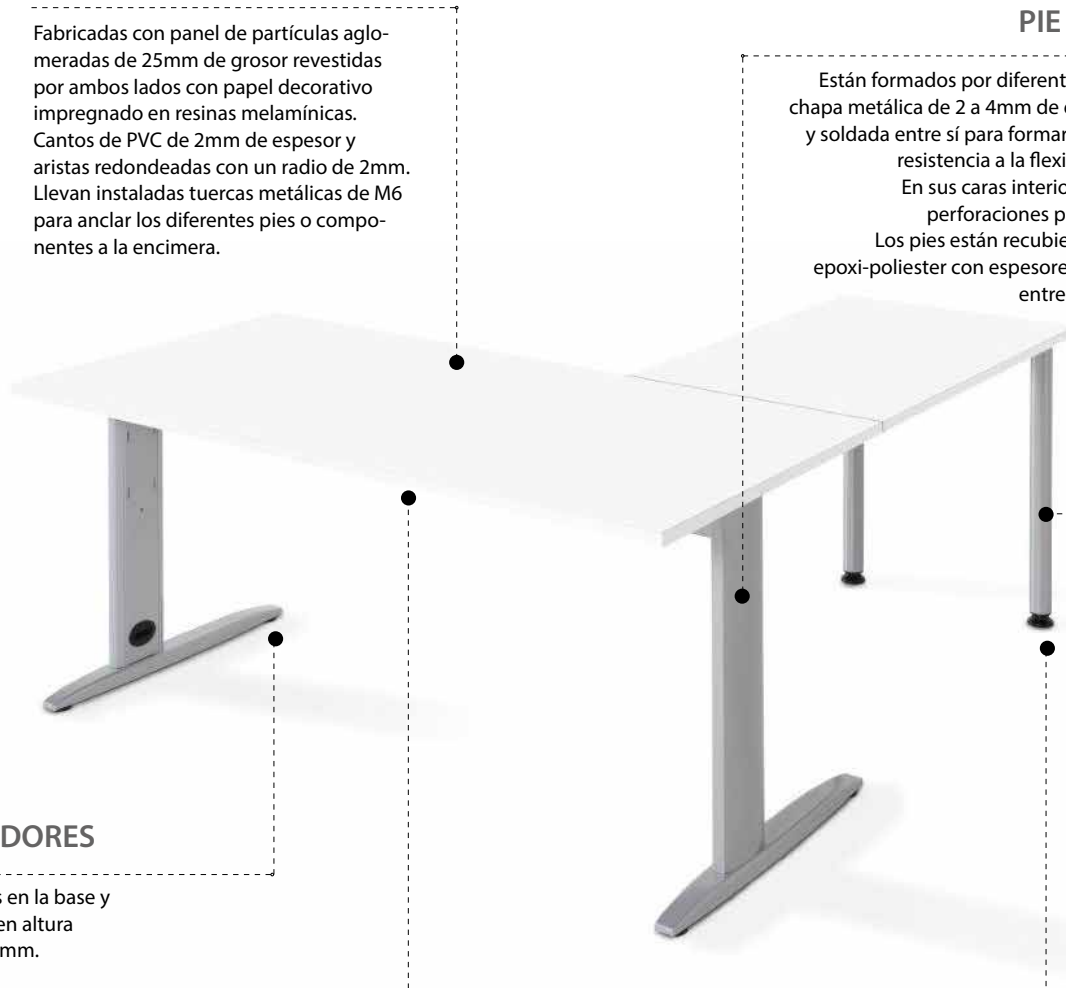 Fabricadas con panel de partículas aglo-
meradas de 25mm de grosor revestidas
por ambos lados con papel decorativo
impregnado en resinas melamínicas.
Cantos de PVC de 2mm de espesor y
aristas redondeadas con un radio de 2mm.
Llevan instaladas tuercas metálicas de M6
para anclar los diferentes pies o compo-
nentes a la encimera.
PIE
Están formados por diferent
chapa metálica de 2 a 4mm de
y soldada entre sí para formar
resistencia a la flexi
En sus caras interio
perforaciones p
Los pies están recubie
epoxi-poliester con espesore
entre
DORES
s en la base y
en altura
mm.